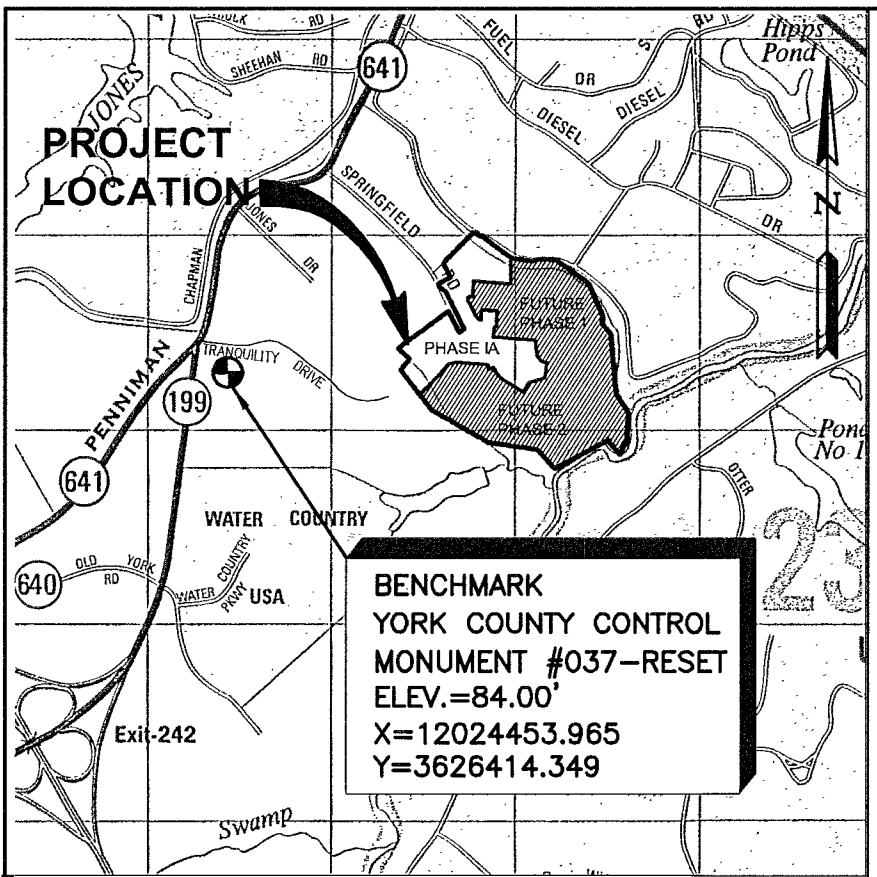 SHEEHAN RD
641
FUEL
DR
DIESEL
DIESEL
DR
RD
Hipps
Pond
JONES
PROJECT
LOCATION
SPRINGFIELD
RD
JONES
DR
CHAPMAN
N
FUTURE
PHASE 1
PHASE IA
FUTURE
PHASE 2
TRANQUILITY DRIVE
PENNIMAN
199
641
OTTER
No 1
WATER COUNTRY
USA
640
OLD YORK
RD
WATER COUNTRY
PKWY
Exit-242
Swamp
23
BENCHMARK
YORK COUNTY CONTROL
MONUMENT #037-RESET
ELEV.=84.00'
X=12024453.965
Y=3626414.349